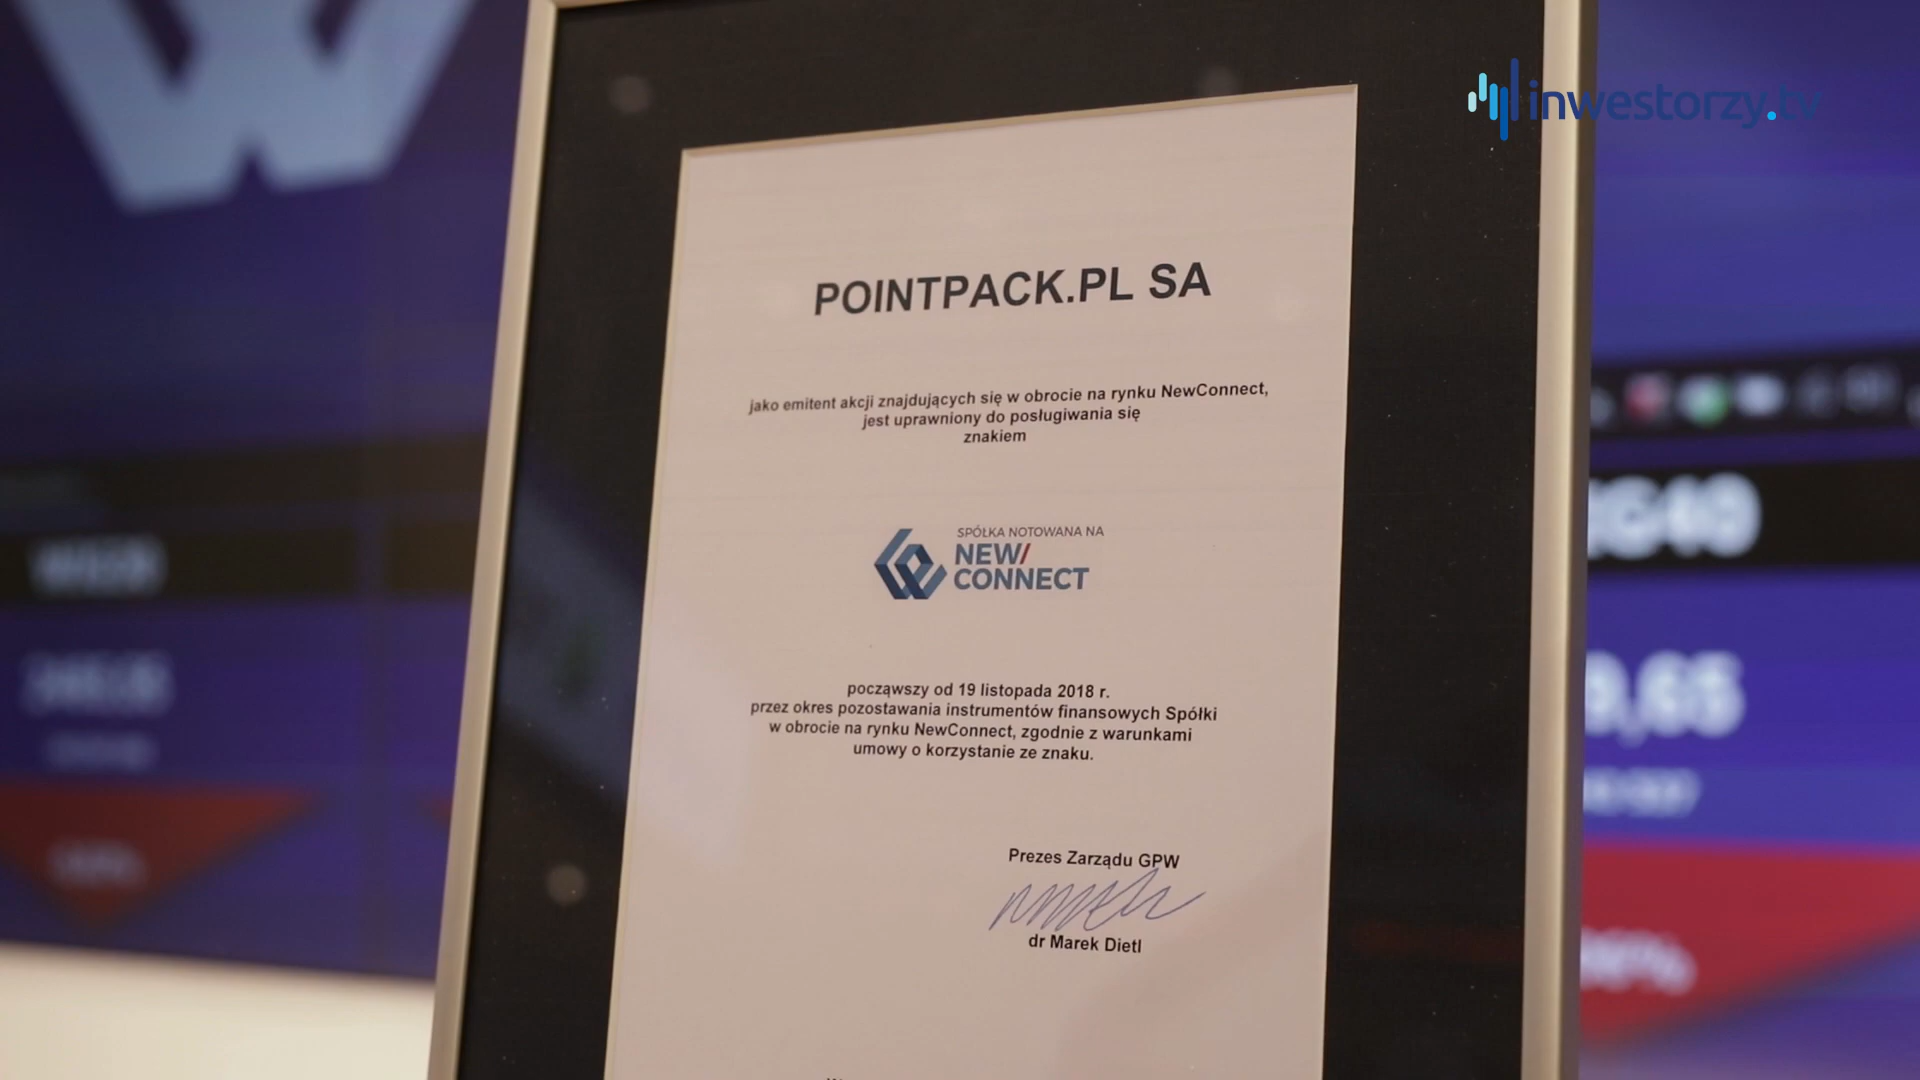 inwestorzy.tv
POINTPACK.PL SA
jako emitent akcji znajdujących się w obrocie na rynku NewConnect,
jest uprawniony do posługiwania się
znakiem
SPÓŁKA NOTOWANA NA
NEW/
CONNECT
począwszy od 19 listopada 2018 r.
przez okres pozostawania instrumentów finansowych Spółki
w obrocie na rynku NewConnect, zgodnie z warunkami
umowy o korzystanie ze znaku.
Prezes Zarządu GPW
dr Marek Dietl